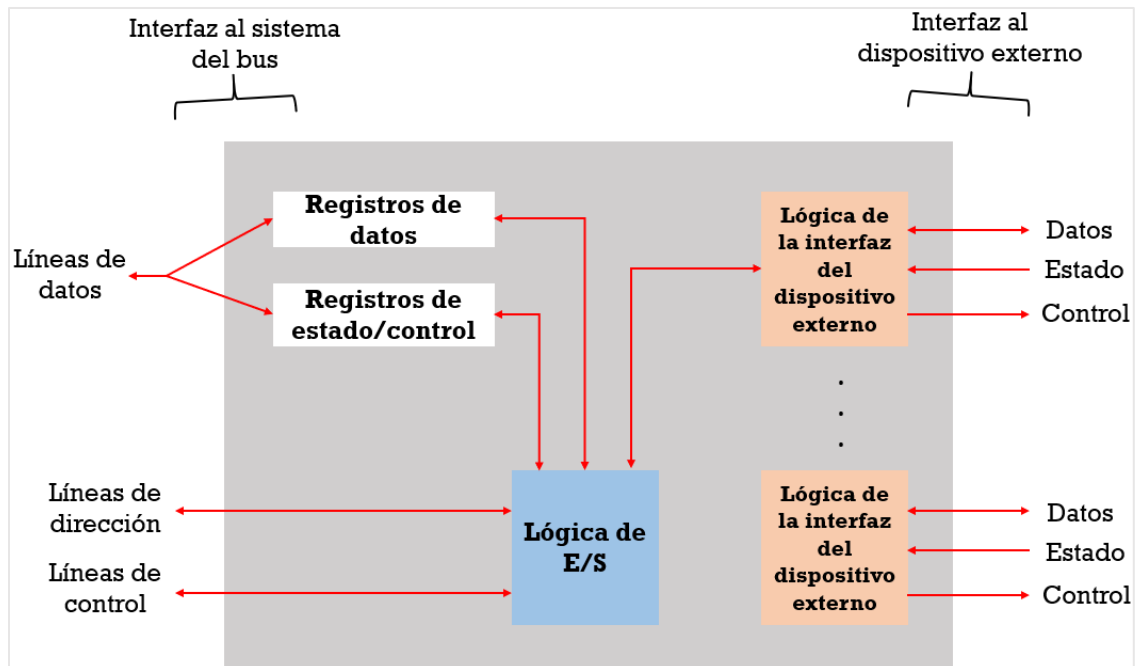 Interfaz al sistema
del bus
Interfaz al
dispositivo externo
Registros de
datos
Líneas de
datos
Registros de
estado/control
Lógica de
la interfaz
del
dispositivo
externo
Datos
Estado
Control
.
.
.
Líneas de
dirección
Líneas de
control
Lógica de
E/S
Lógica de
la interfaz
del
dispositivo
externo
Datos
Estado
Control